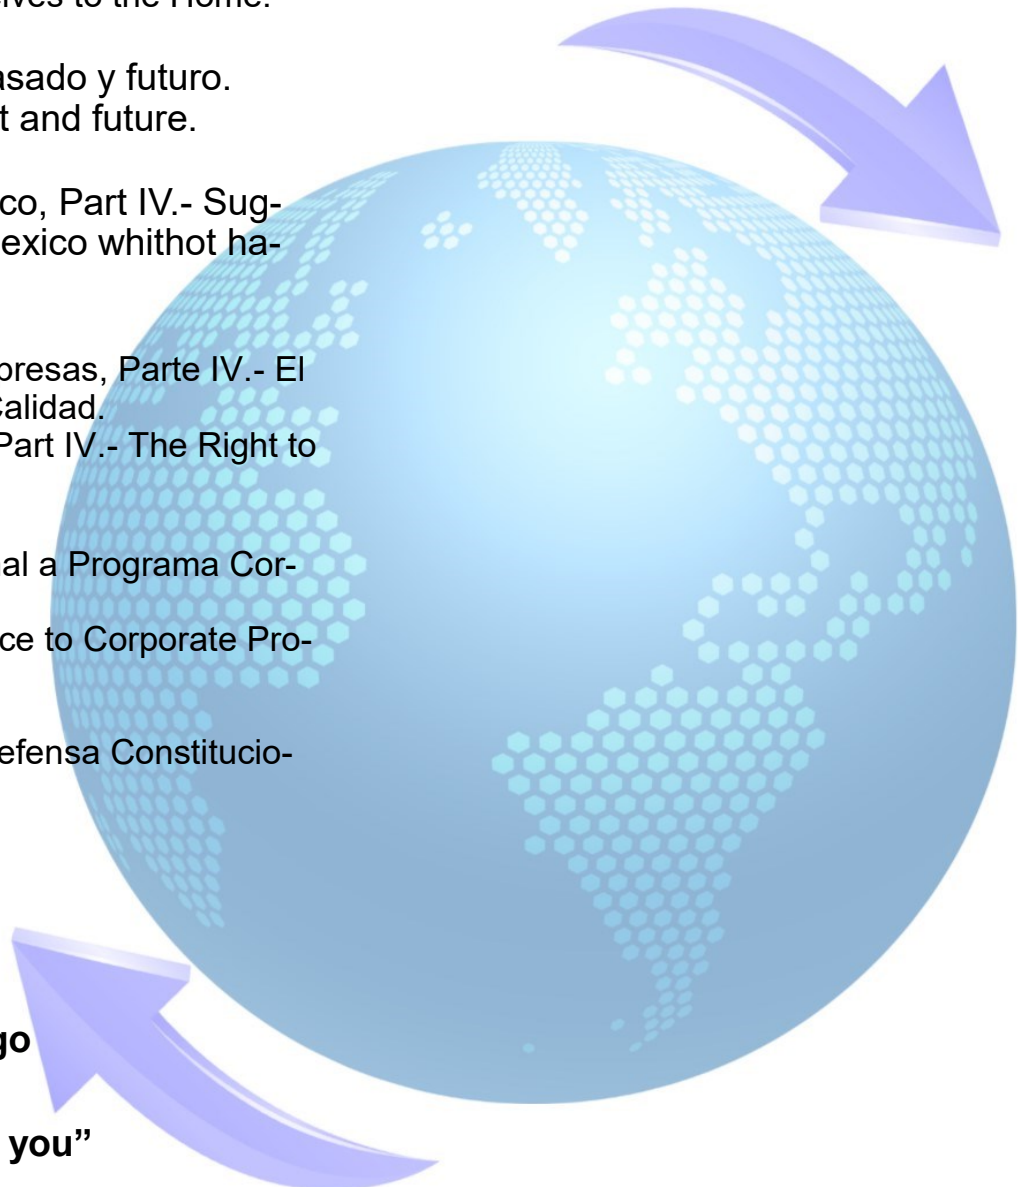 elves to the Home.
asado y futuro.
t and future.
co, Part IV.- Sug-
exico whithot ha-
presas, Parte IV.- El
Calidad.
Part IV.- The Right to
al a Programa Cor-
ce to Corporate Pro-
efensa Constitucio-
go
you”